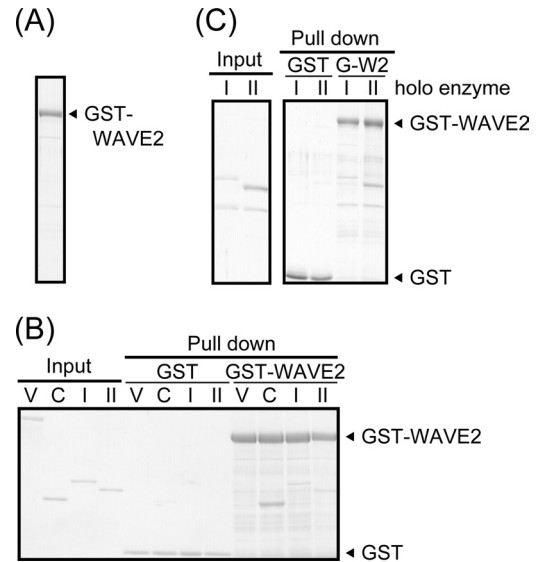 (A)
GST-
WAVE2
(C)
Pull down
Input GST G-W2
I II I II I II holo enzyme
GST-WAVE2
GST
(B)
Pull down
Input GST GST-WAVE2
V C I II V C I II V C I II
GST-WAVE2
GST